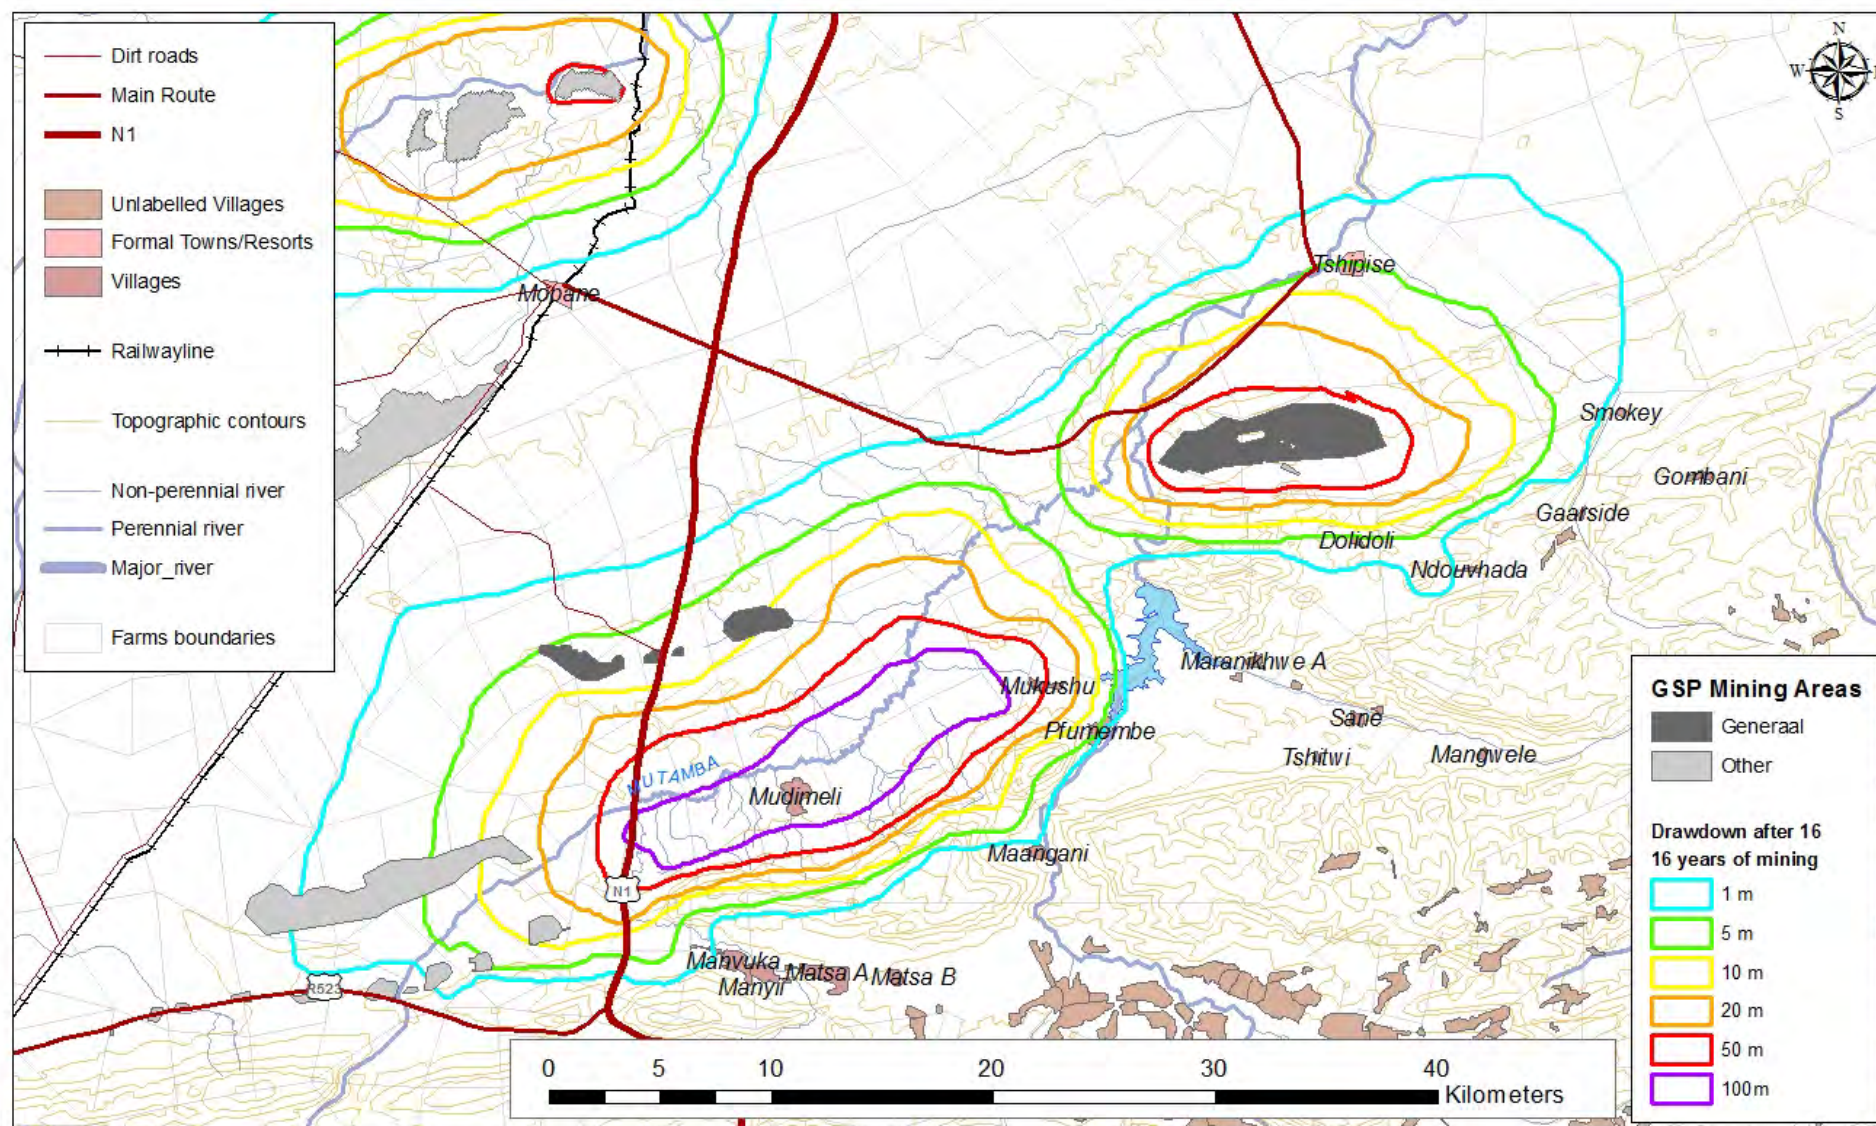 Dirt roads
Main Route
N1
Unlabelled Villages
Formal Towns/Resorts
Villages
Railwayline
Topographic contours
Non-perennial river
Perennial river
Major_river
Farms boundaries
N
W
S
Tshipise
Mopane
Smokey
Gombani
Gaarside
Dolidoli
Ndouvhada
Maranikhwe A
Mukushu
Sane
Pfumembe
Tshitwi
Mangwele
MUTAMBA
Mudimeli
Maangani
N1
Manvuka
Matsa A
Matsa B
Manyii
R523
GSP Mining Areas
Generaal
Other
Drawdown after 16
16 years of mining
1 m
5 m
10 m
20 m
50 m
100m
0 5 10 20 30 40
Kilometers